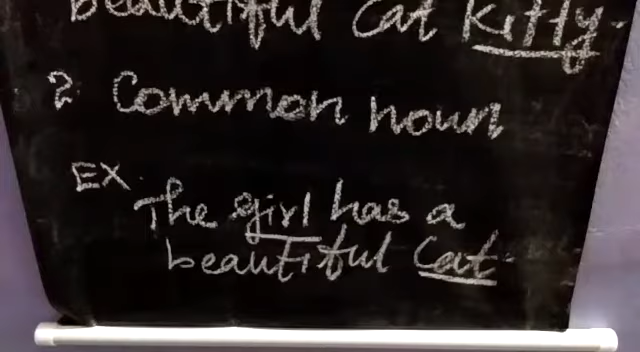 beautiful Cat Kitty.
2 Common noun
EX. The girl has a
beautiful Cat.